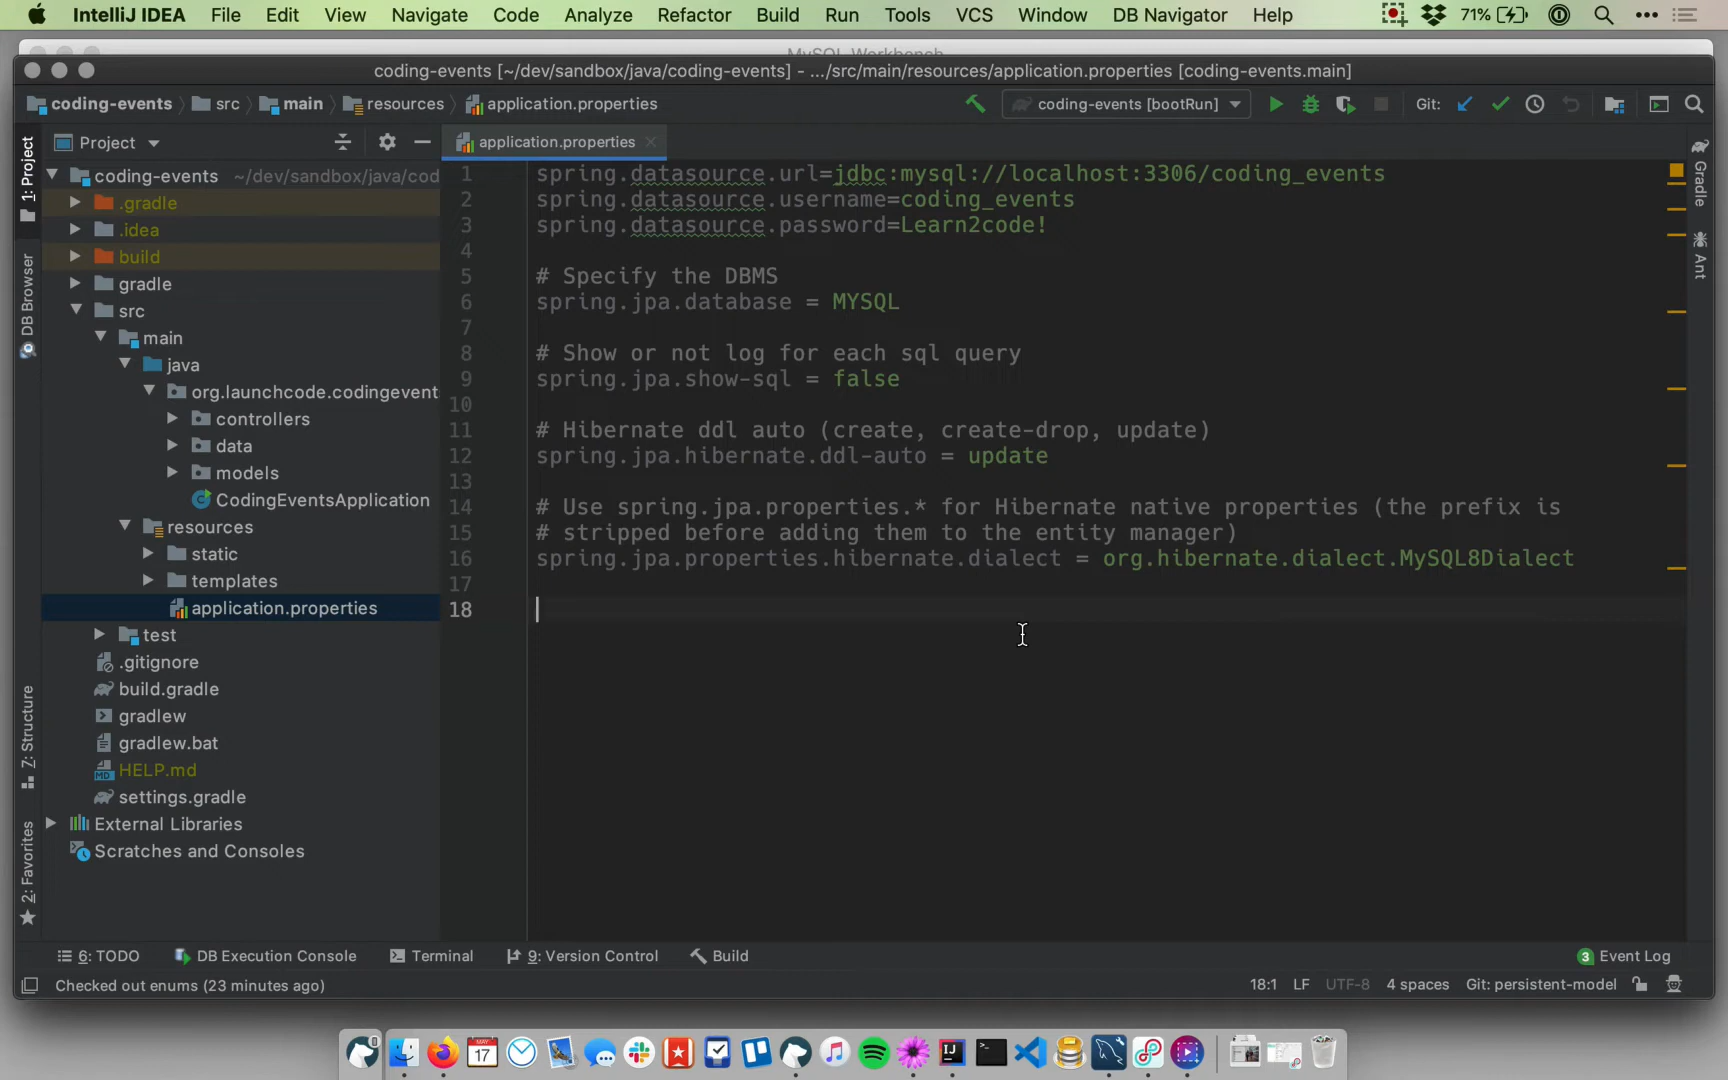 IntelliJ IDEA File Edit View Navigate Code Analyze Refactor Build Run Tools VCS Window DB Navigator Help 71%
MySQL Workbench
coding-events [~/dev/sandbox/java/coding-events] - .../src/main/resources/application.properties [coding-events.main]
coding-events src main resources application.properties coding-events [bootRun] Git:
Project application.properties
1: Project
DB Browser
7: Structure
2: Favorites
coding-events ~/dev/sandbox/java/cod
.gradle
.idea
build
gradle
src
main
java
org.launchcode.codingevent
controllers
data
models
CodingEventsApplication
resources
static
templates
application.properties
test
.gitignore
build.gradle
gradlew
gradlew.bat
HELP.md
settings.gradle
External Libraries
Scratches and Consoles
1 spring.datasource.url=jdbc:mysql://localhost:3306/coding_events
2 spring.datasource.username=coding_events
3 spring.datasource.password=Learn2code!
4
5 # Specify the DBMS
6 spring.jpa.database = MYSQL
7
8 # Show or not log for each sql query
9 spring.jpa.show-sql = false
10
11 # Hibernate ddl auto (create, create-drop, update)
12 spring.jpa.hibernate.ddl-auto = update
13
14 # Use spring.jpa.properties.* for Hibernate native properties (the prefix is
15 # stripped before adding them to the entity manager)
16 spring.jpa.properties.hibernate.dialect = org.hibernate.dialect.MySQL8Dialect
17
18
Gradle
Ant
6: TODO DB Execution Console Terminal 9: Version Control Build 3 Event Log
Checked out enums (23 minutes ago) 18:1 LF UTF-8 4 spaces Git: persistent-model
MAY 17 IJ